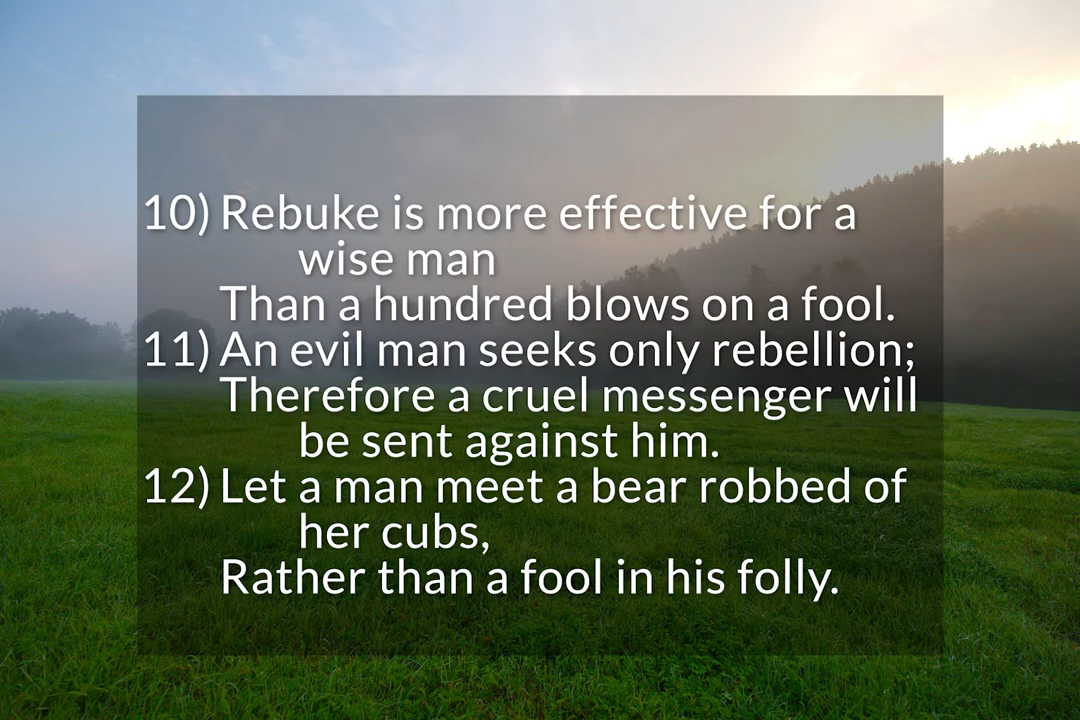 10) Rebuke is more effective for a
wise man
Than a hundred blows on a fool.
11) An evil man seeks only rebellion;
Therefore a cruel messenger will
be sent against him.
12) Let a man meet a bear robbed of
her cubs,
Rather than a fool in his folly.